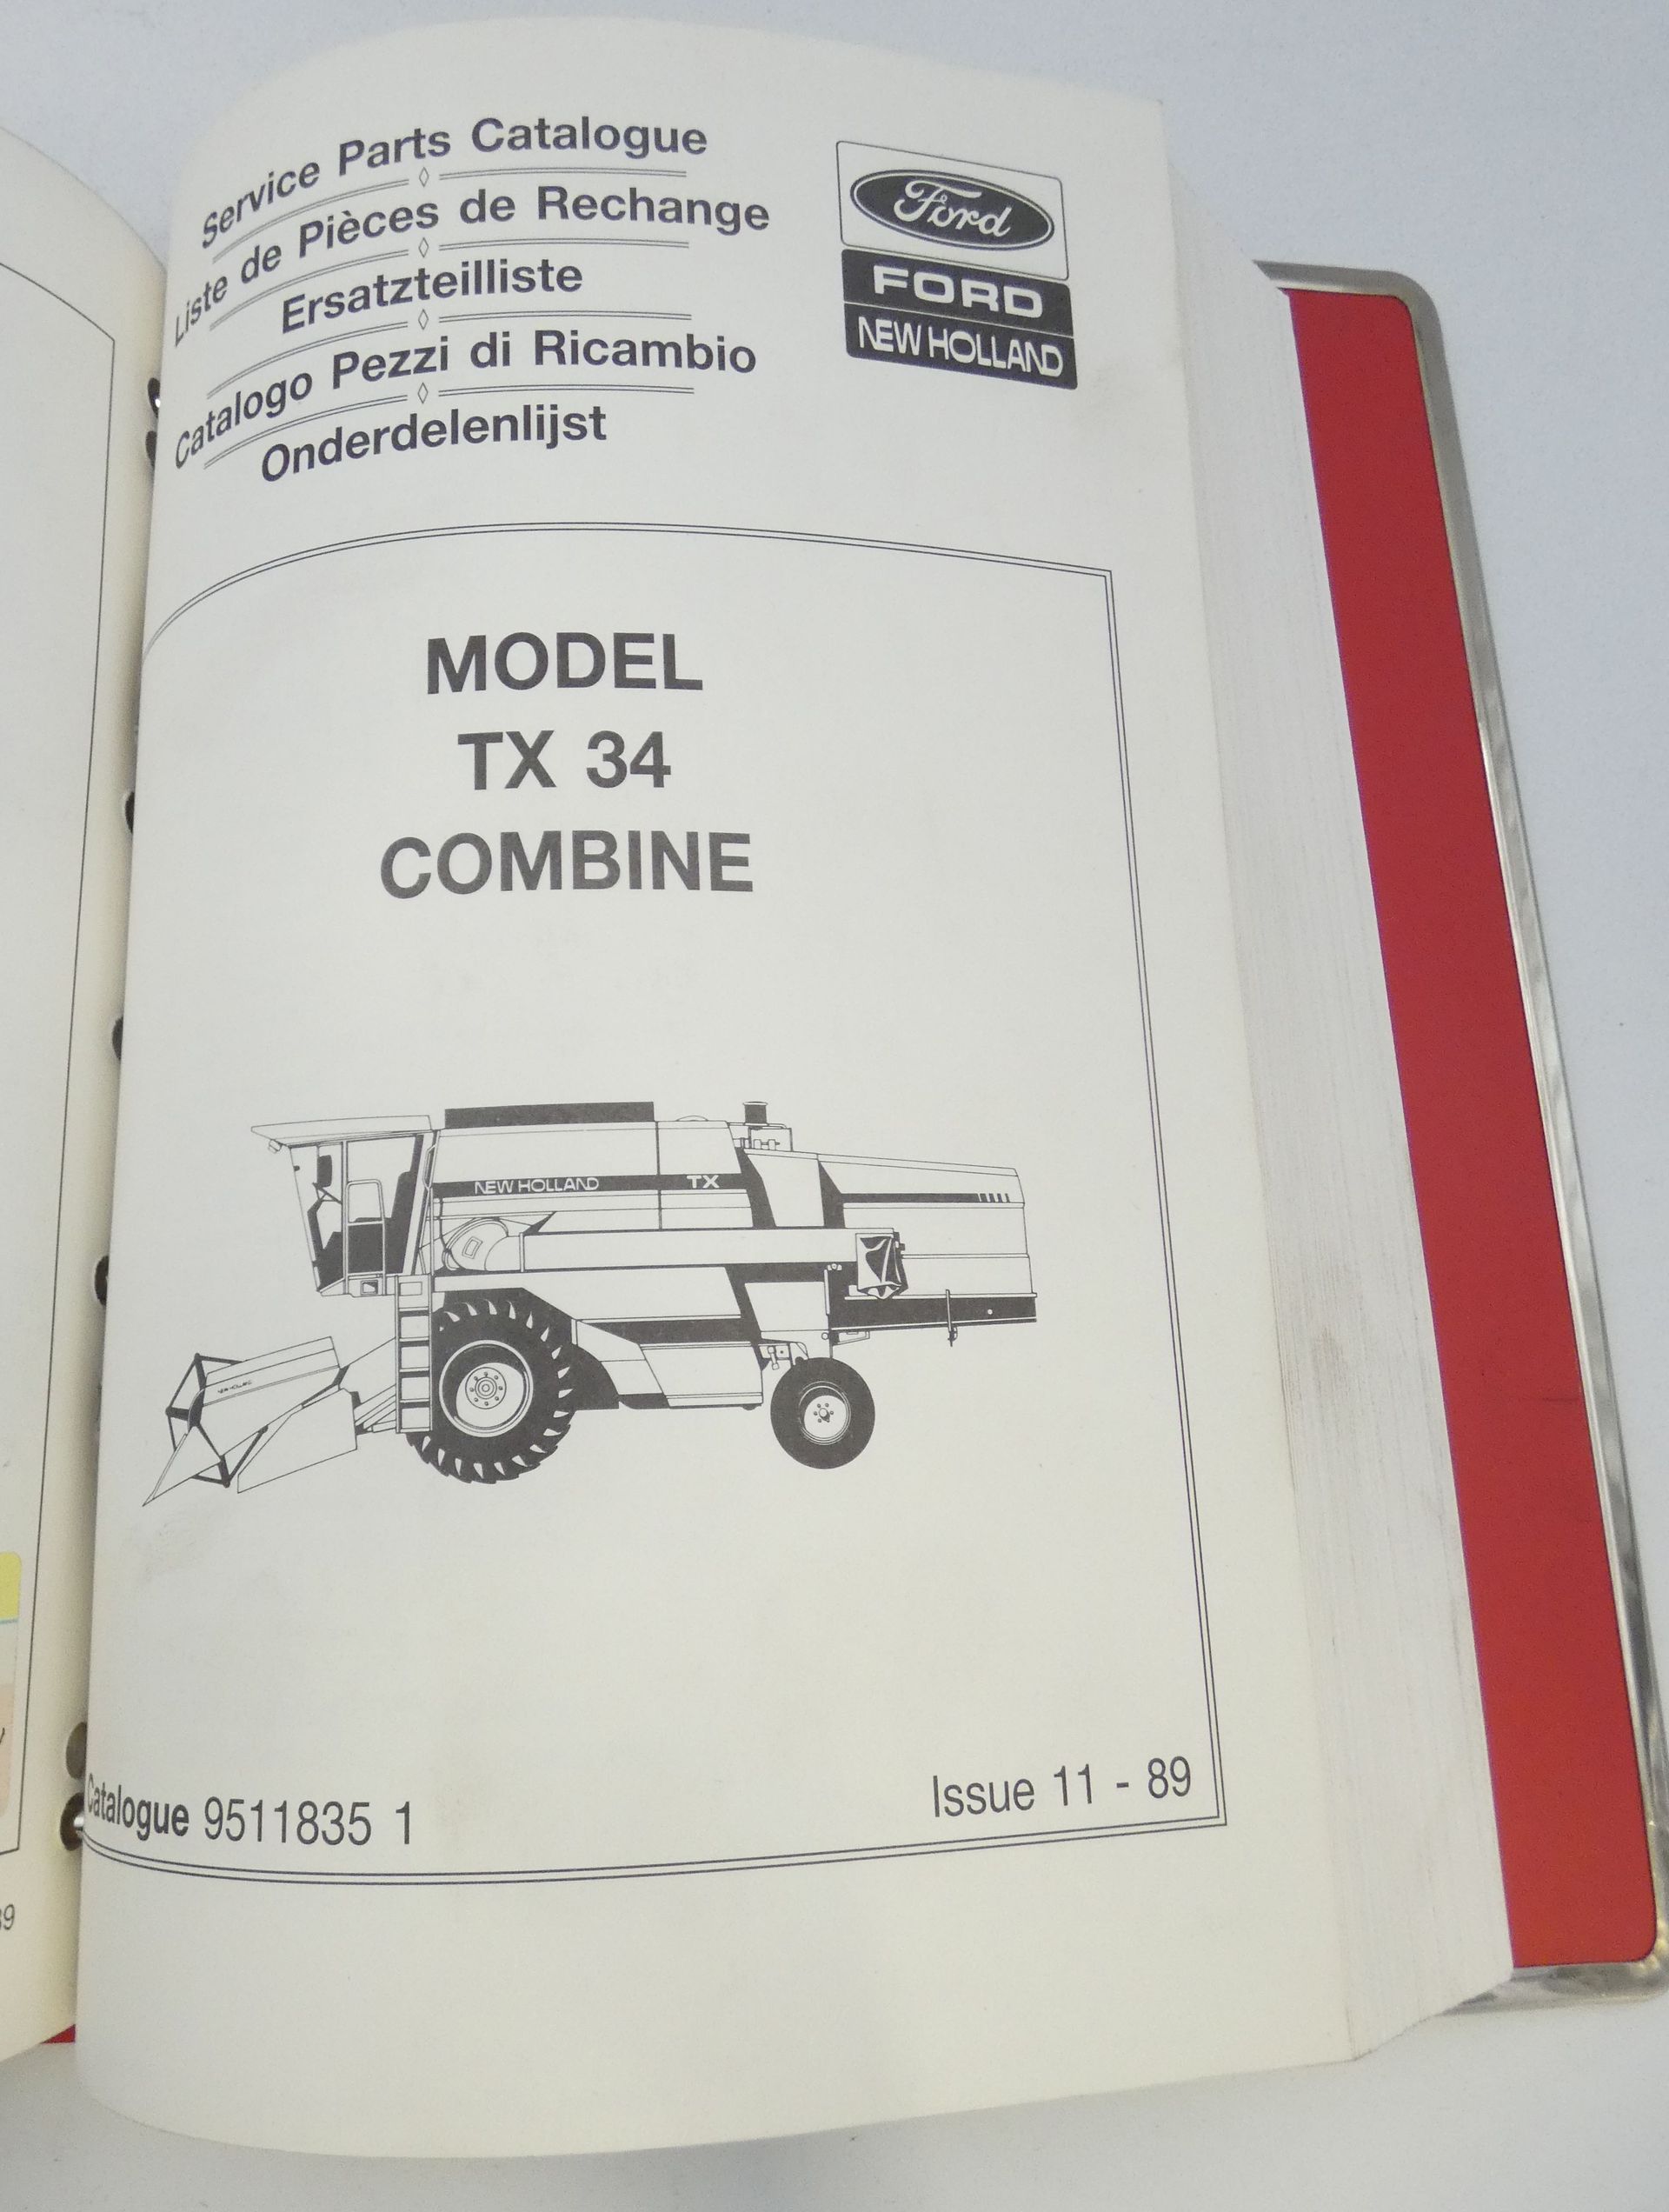 Service Parts Catalogue
Liste de Pièces de Rechange
Ersatzteilliste
Catalogo Pezzi di Ricambio
Onderdelenlijst
Ford
FORD
NEW HOLLAND
MODEL
TX 34
COMBINE
NEW HOLLAND TX
Catalogue 9511835 1
Issue 11 - 89